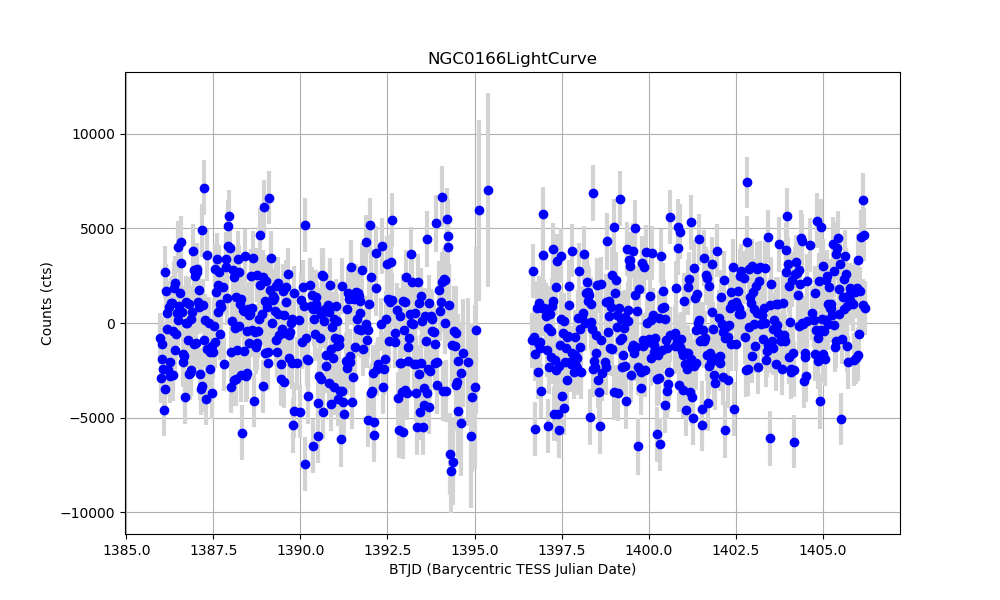 NGC0166LightCurve
Counts (cts)
10000
5000
0
−5000
−10000
1385.0 1387.5 1390.0 1392.5 1395.0 1397.5 1400.0 1402.5 1405.0
BTJD (Barycentric TESS Julian Date)